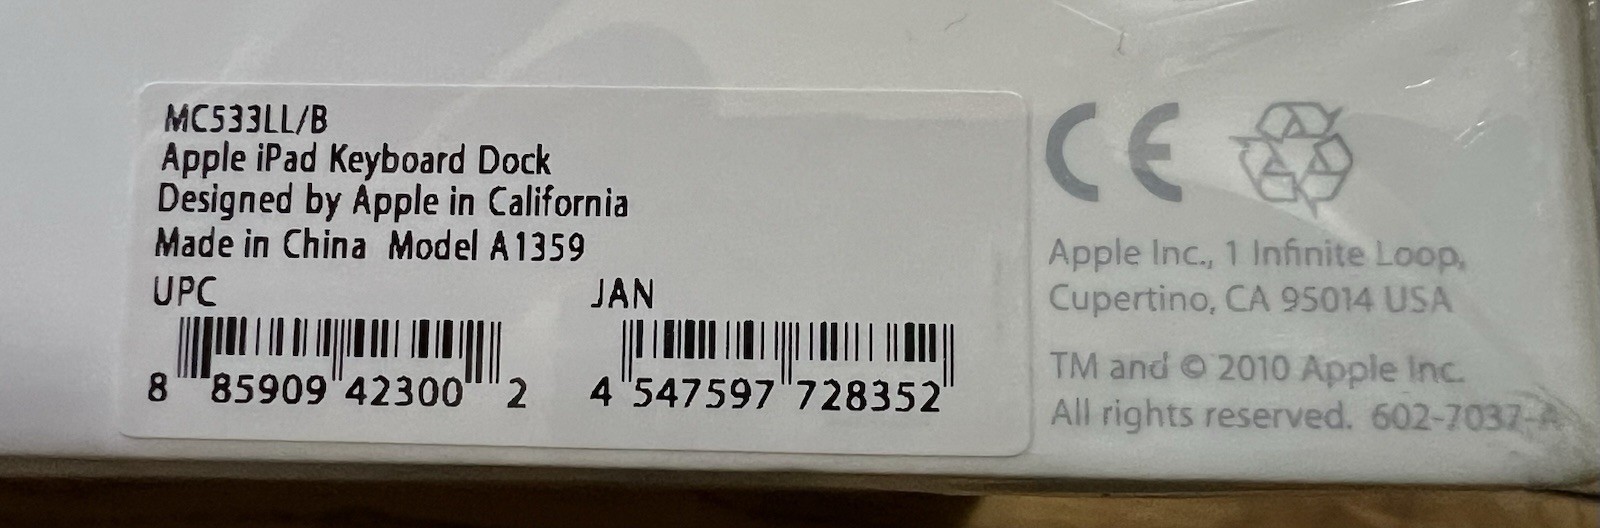 MC533LL/B
Apple iPad Keyboard Dock
Designed by Apple in California
Made in China Model A1359
UPC
8 85909 42300 2
JAN
4 547597 728352
CE
Apple Inc., 1 Infinite Loop,
Cupertino, CA 95014 USA
TM and © 2010 Apple Inc.
All rights reserved. 602-7037-A